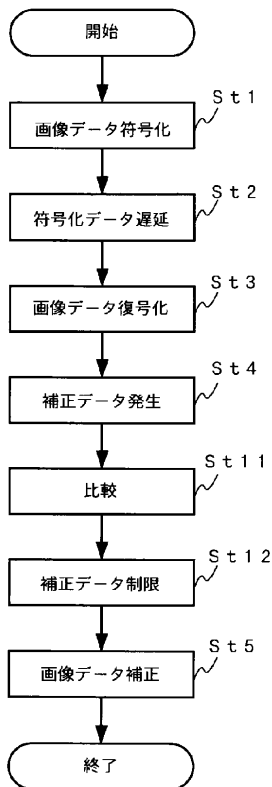 開始
St1
画像データ符号化
St2
符号化データ遅延
St3
画像データ復号化
St4
補正データ発生
St11
比較
St12
補正データ制限
St5
画像データ補正
終了